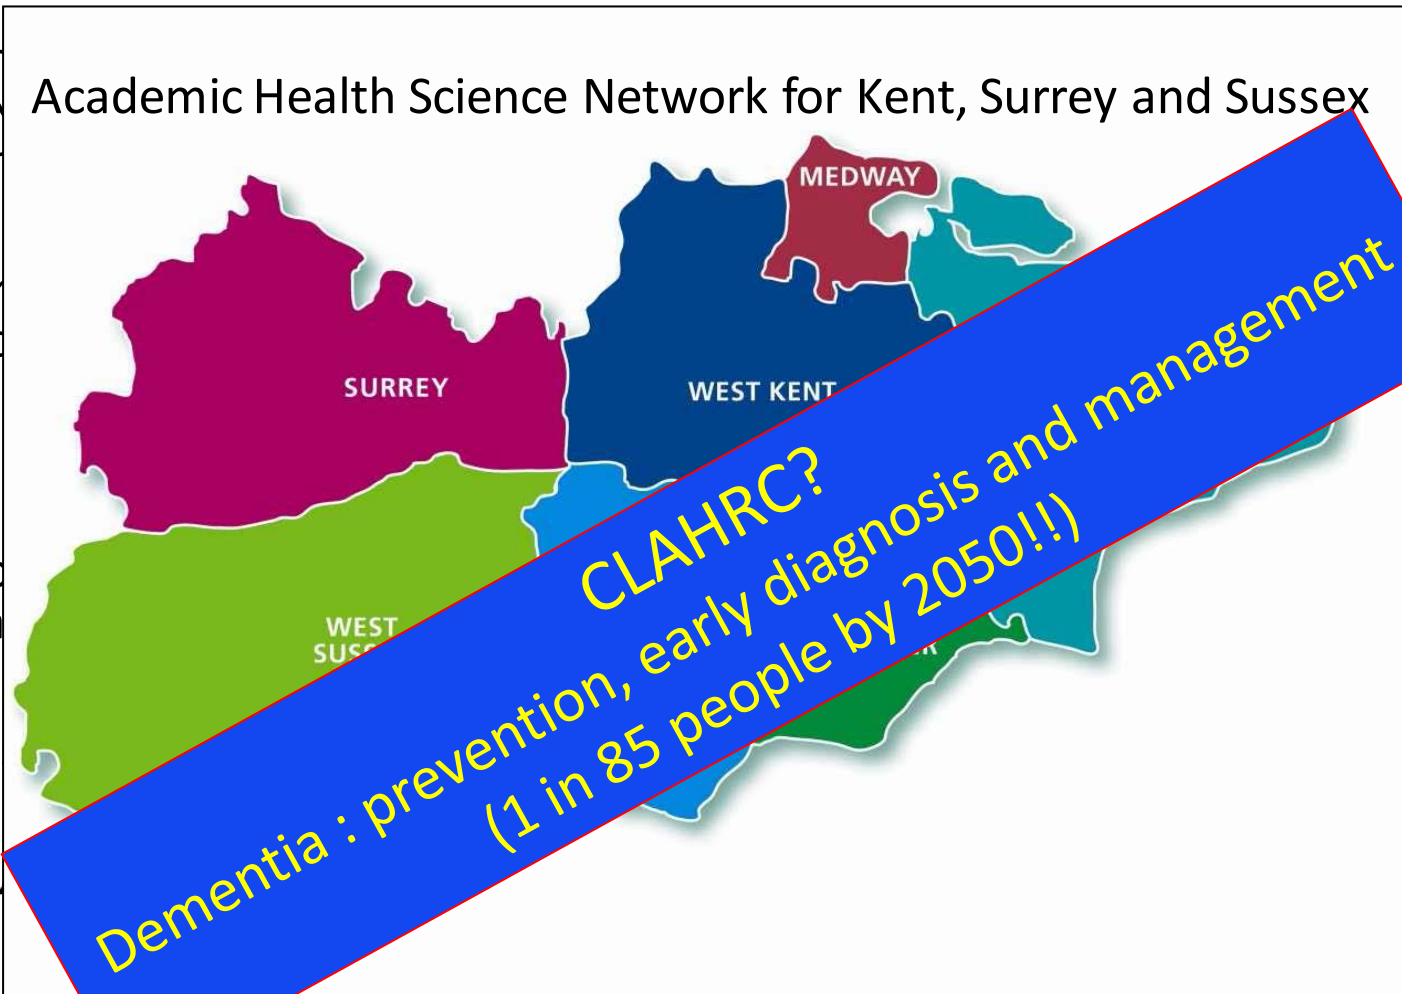 Academic Health Science Network for Kent, Surrey and Sussex
MEDWAY
SURREY
WEST KENT
WEST
CLAHRC?
Dementia : prevention, early diagnosis and management
(1 in 85 people by 2050!!)